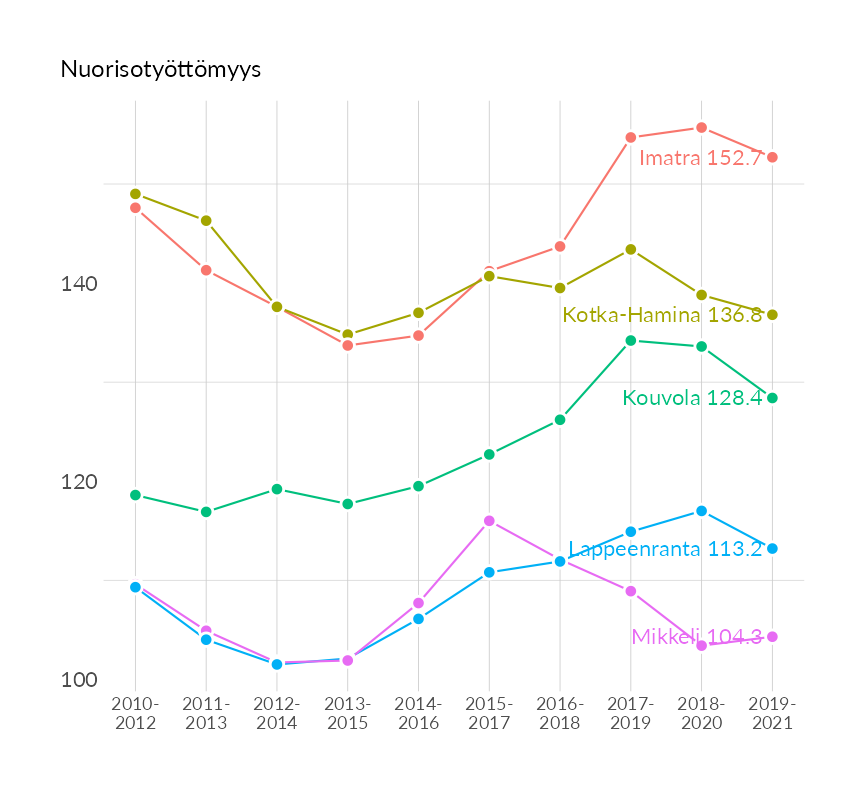 Nuorisotyöttömyys
Imatra 152.7
140
Kotka-Hamina 136.8
Kouvola 128.4
120
Lappeenranta 113.2
Mikkeli 104.3
100
2010- 2011- 2012- 2013- 2014- 2015- 2016- 2017- 2018- 2019-
2012 2013 2014 2015 2016 2017 2018 2019 2020 2021